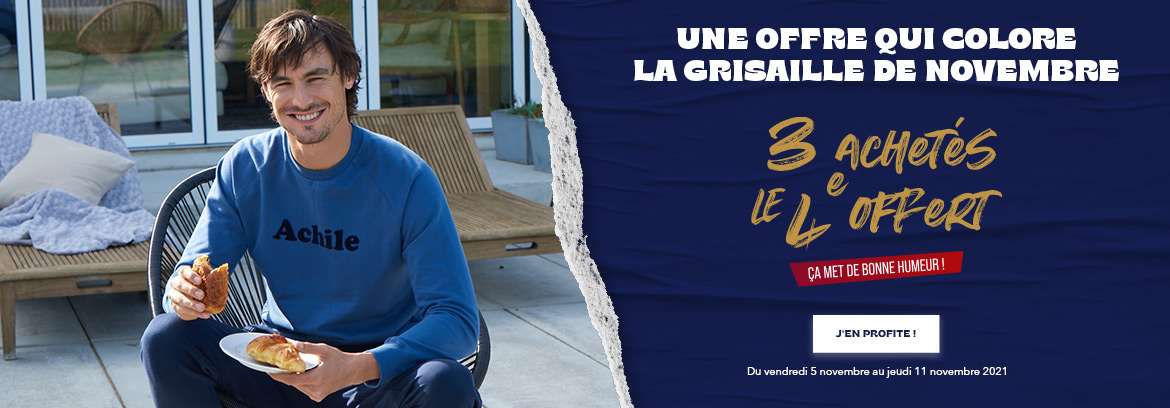 Achile
UNE OFFRE QUI COLORE
LA GRISAILLE DE NOVEMBRE
3 ACHETÉS
LE 4e OFFERT
ÇA MET DE BONNE HUMEUR !
J'EN PROFITE !
Du vendredi 5 novembre au jeudi 11 novembre 2021